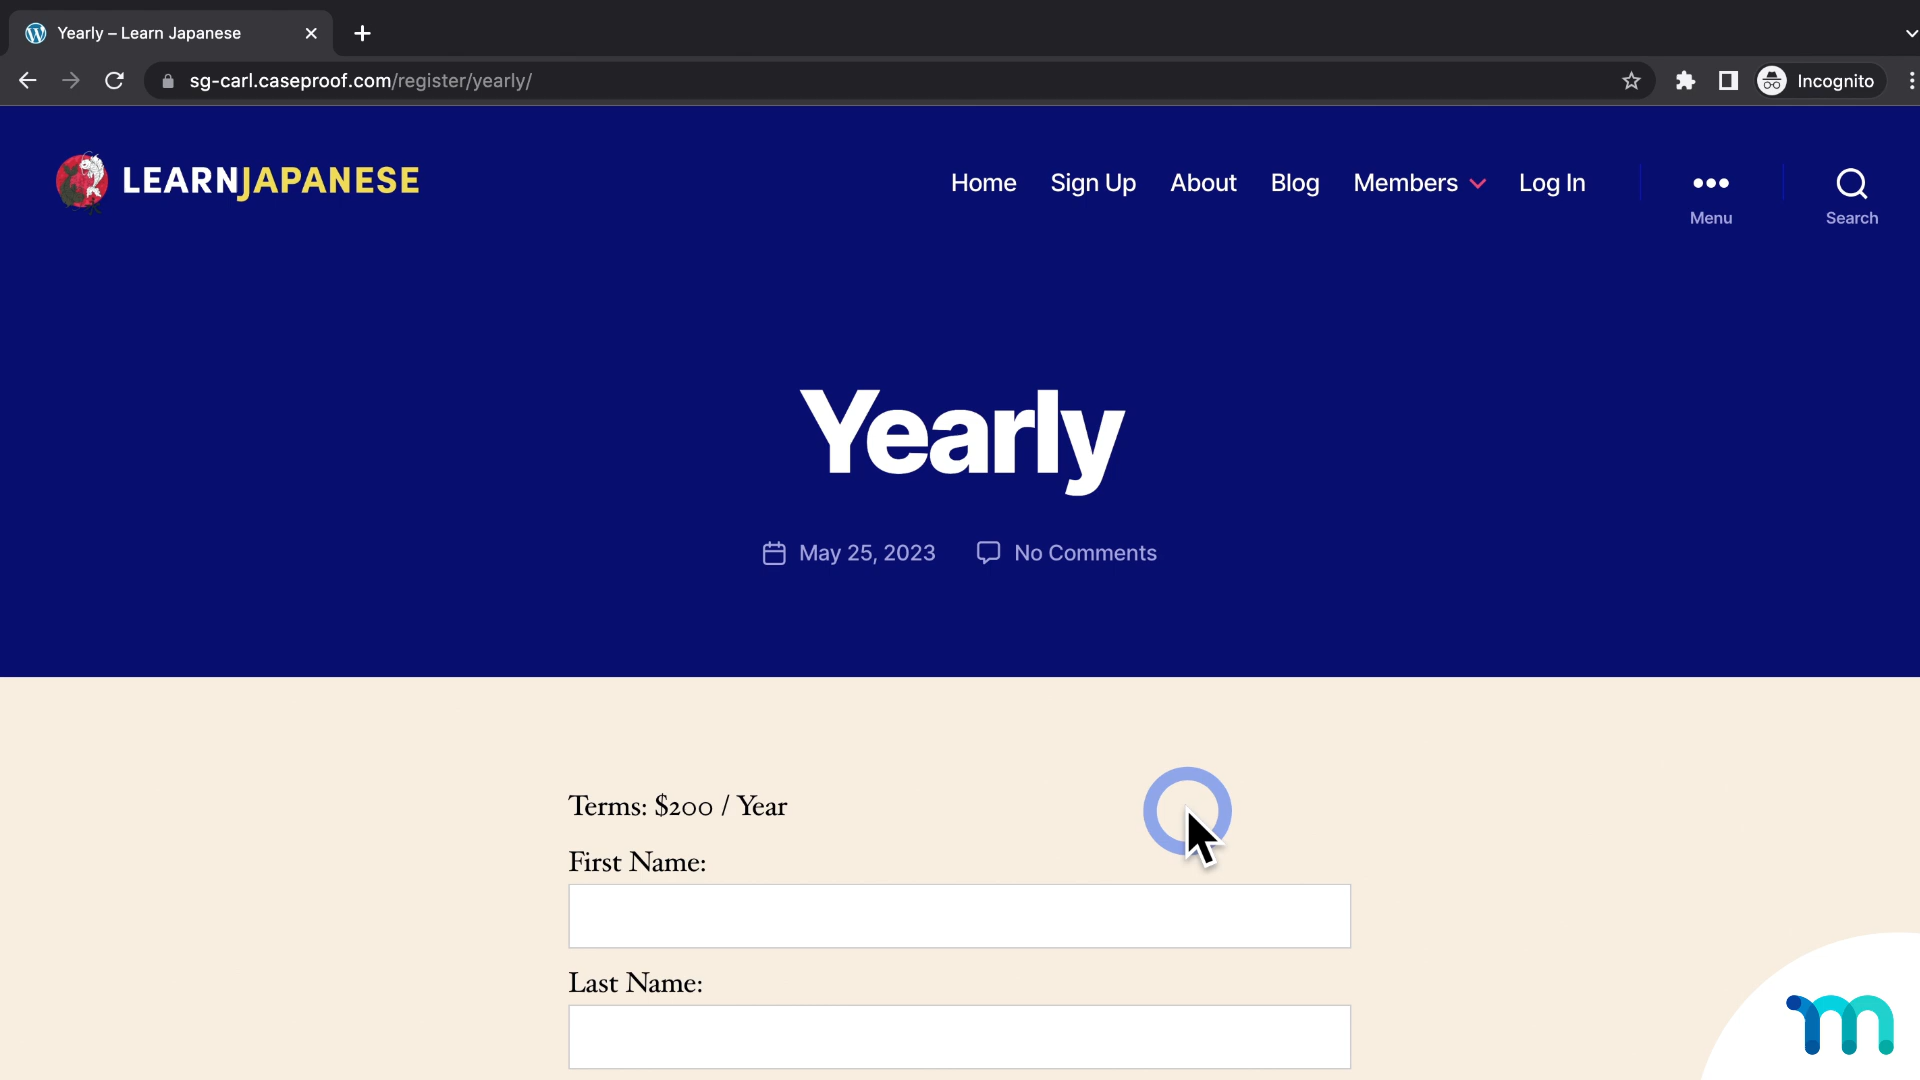 Yearly – Learn Japanese
sg-carl.caseproof.com/register/yearly/
Incognito
LEARNJAPANESE
Home Sign Up About Blog Members Log In
Menu
Search
Yearly
May 25, 2023 No Comments
Terms: $200 / Year
First Name:
Last Name:
m